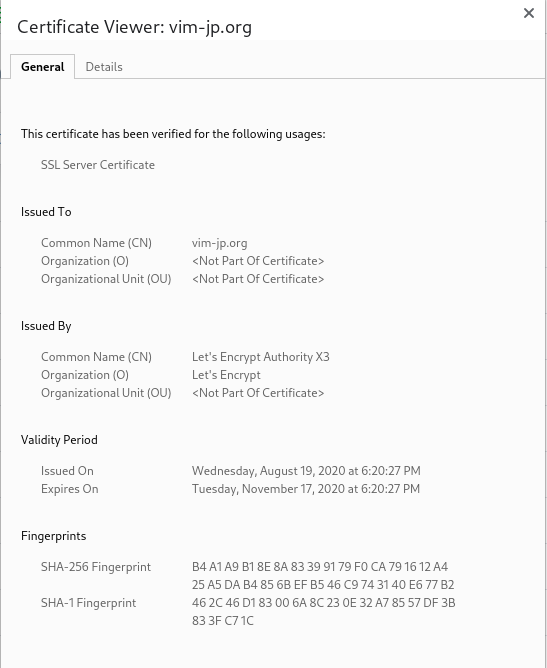 Certificate Viewer: vim-jp.org
General Details
This certificate has been verified for the following usages:
SSL Server Certificate
Issued To
Common Name (CN) vim-jp.org
Organization (O) <Not Part Of Certificate>
Organizational Unit (OU) <Not Part Of Certificate>
Issued By
Common Name (CN) Let's Encrypt Authority X3
Organization (O) Let's Encrypt
Organizational Unit (OU) <Not Part Of Certificate>
Validity Period
Issued On Wednesday, August 19, 2020 at 6:20:27 PM
Expires On Tuesday, November 17, 2020 at 6:20:27 PM
Fingerprints
SHA-256 Fingerprint B4 A1 A9 B1 8E 8A 83 39 91 79 F0 CA 79 16 12 A4
25 A5 DA B4 85 6B EF B5 46 C9 74 31 40 E6 77 B2
SHA-1 Fingerprint 46 2C 46 D1 83 00 6A 8C 23 0E 32 A7 85 57 DF 3B
83 3F C7 1C